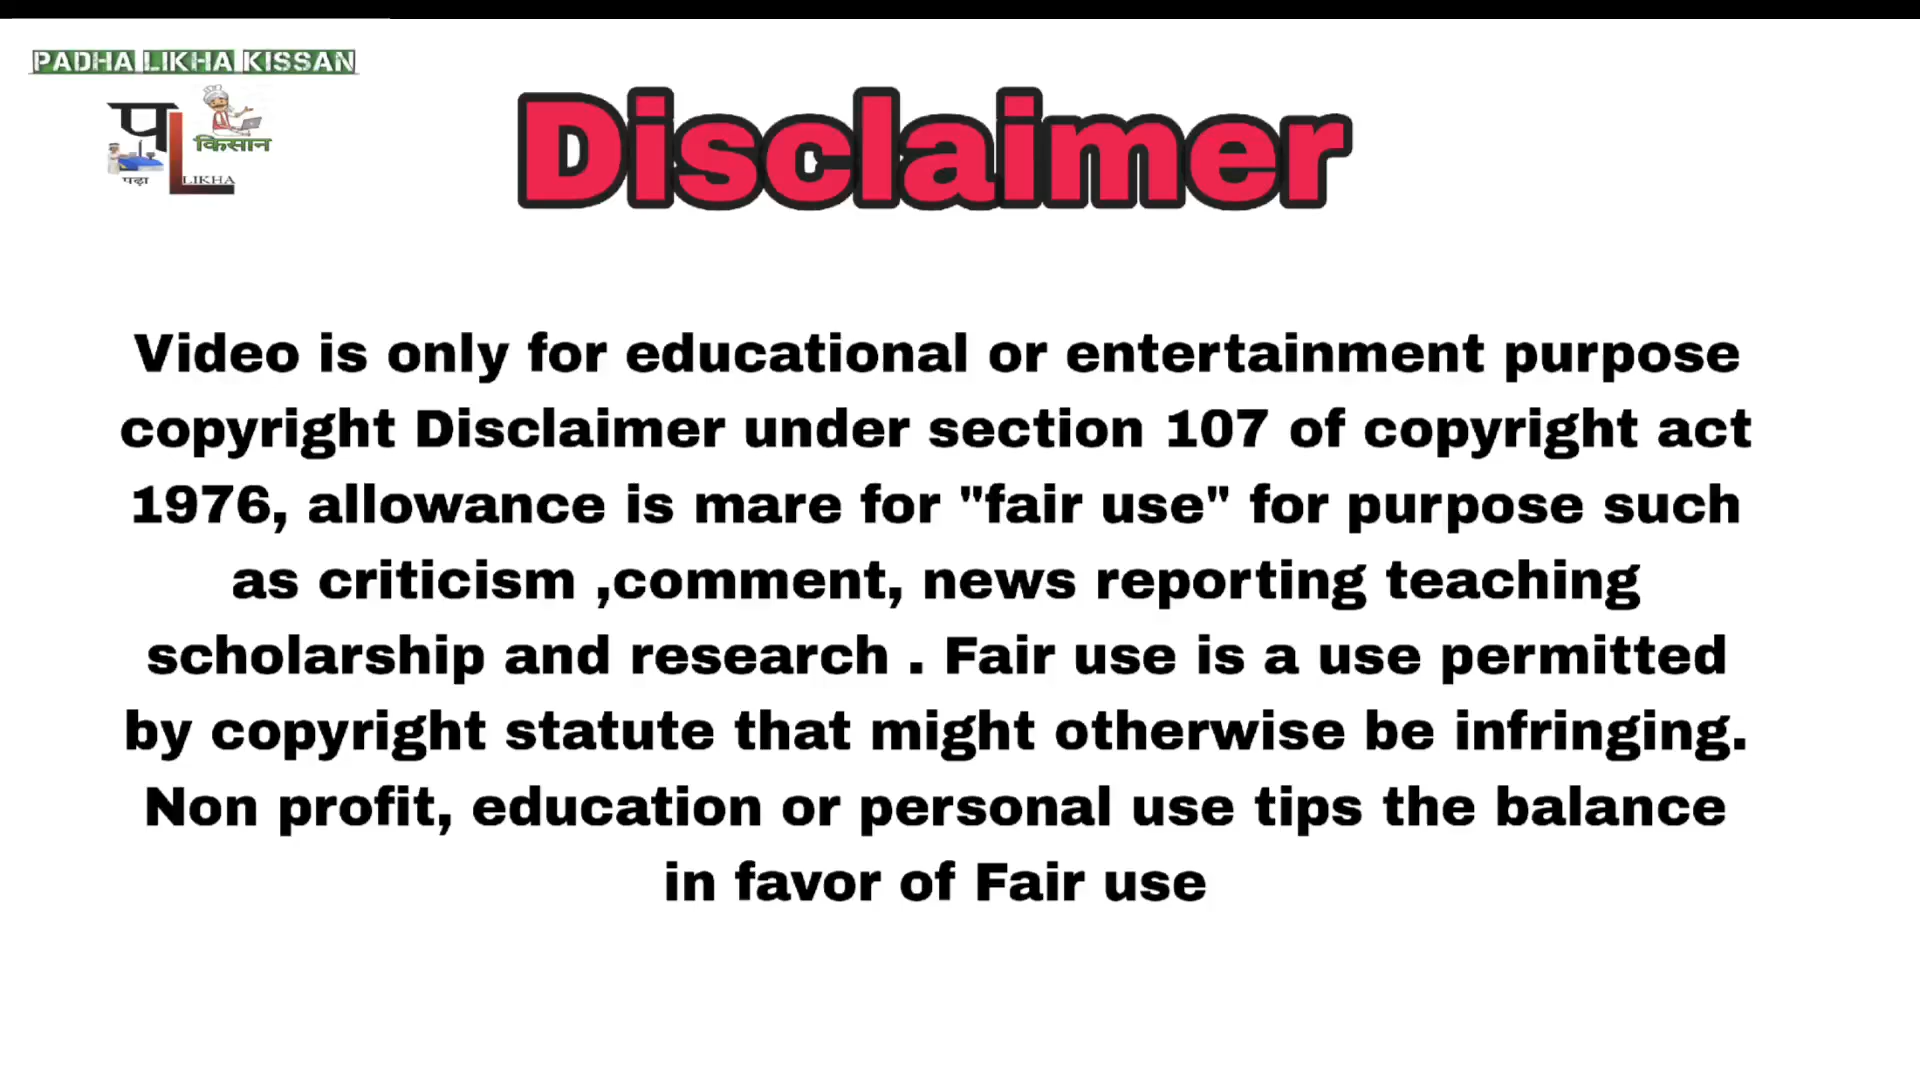 PADHA LIKHA KISSAN
प
किसान
पढ़ा
LIKHA
Disclaimer
Video is only for educational or entertainment purpose
copyright Disclaimer under section 107 of copyright act
1976, allowance is mare for "fair use" for purpose such
as criticism ,comment, news reporting teaching
scholarship and research . Fair use is a use permitted
by copyright statute that might otherwise be infringing.
Non profit, education or personal use tips the balance
in favor of Fair use